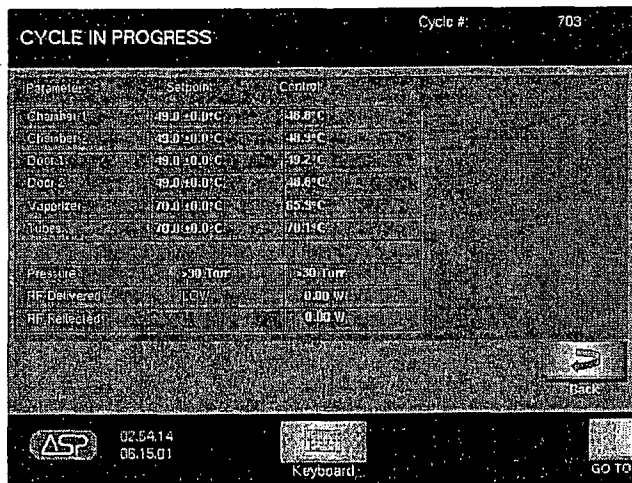 Cycle #: 703
CYCLE IN PROGRESS
Parameter Setpoint Control
Chamber 1 49.0 ±0.0°C 48.8°C
Chamber 49.0 ±0.0°C 48.9°C
Door 1 49.0 ±0.0°C 49.2°C
Door 2 49.0 ±0.0°C 48.6°C
Vaporizer 70.0 ±0.0°C 65.9°C
Tubes 70.0 ±0.0°C 70.1°C
Pressure >30 Torr >30 Torr
RF Delivered LOW 0.00 W
RF Reflected 0.00 W
Back
ASP 02.54.14
06.15.01
Keyboard
GO TO